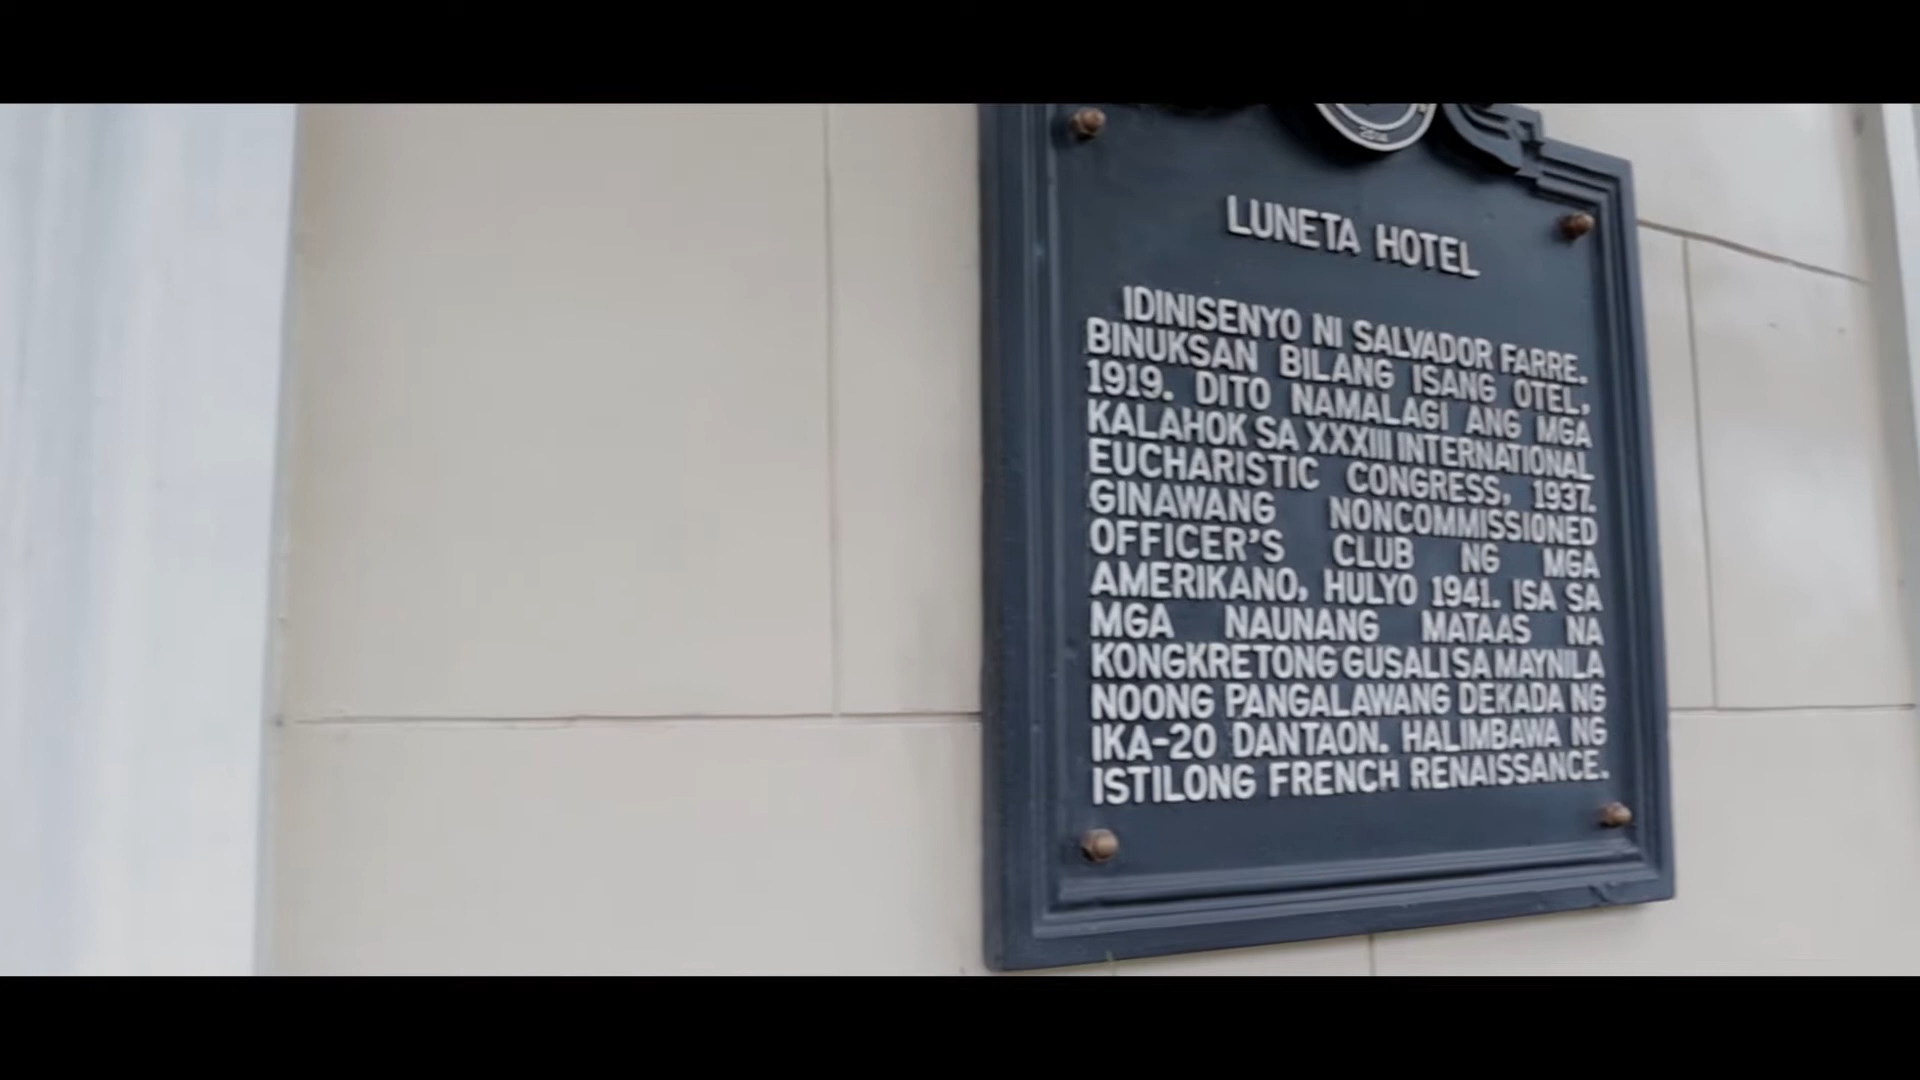 2014
LUNETA HOTEL
IDINISENYO NI SALVADOR FARRE.
BINUKSAN BILANG ISANG OTEL,
1919. DITO NAMALAGI ANG MGA
KALAHOK SA XXXIII INTERNATIONAL
EUCHARISTIC CONGRESS, 1937.
GINAWANG NONCOMMISSIONED
OFFICER'S CLUB NG MGA
AMERIKANO, HULYO 1941. ISA SA
MGA NAUNANG MATAAS NA
KONGKRETONG GUSALI SA MAYNILA
NOONG PANGALAWANG DEKADA NG
IKA-20 DANTAON. HALIMBAWA NG
ISTILONG FRENCH RENAISSANCE.